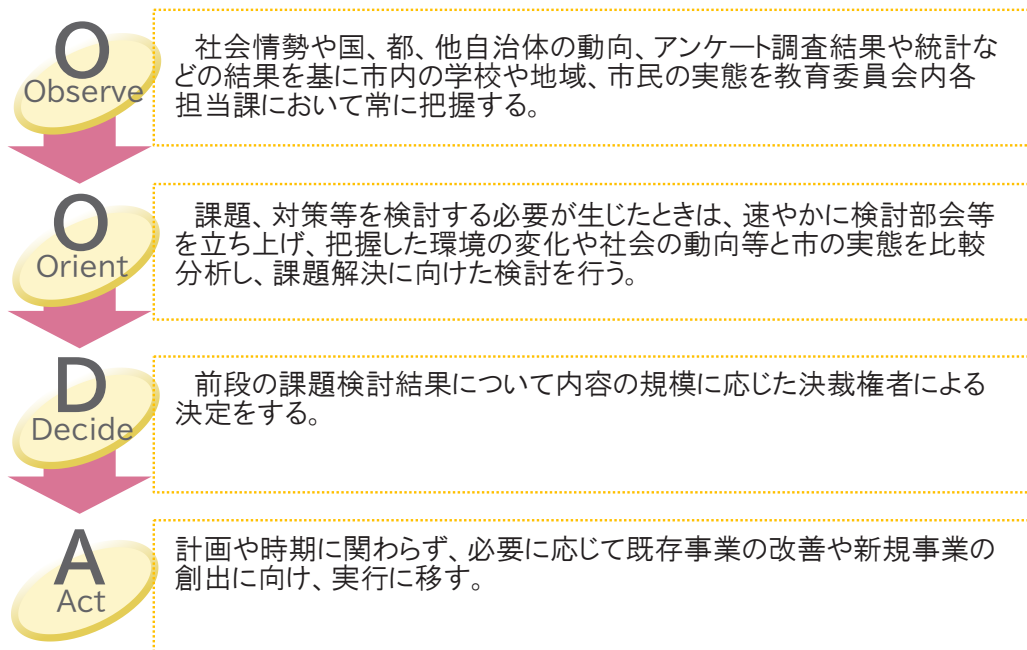 O
Observe
社会情勢や国、都、他自治体の動向、アンケート調査結果や統計な
どの結果を基に市内の学校や地域、市民の実態を教育委員会内各
担当課において常に把握する。
O
Orient
課題、対策等を検討する必要が生じたときは、速やかに検討部会等
を立ち上げ、把握した環境の変化や社会の動向等と市の実態を比較
分析し、課題解決に向けた検討を行う。
D
Decide
前段の課題検討結果について内容の規模に応じた決裁権者による
決定をする。
A
Act
計画や時期に関わらず、必要に応じて既存事業の改善や新規事業の
創出に向け、実行に移す。